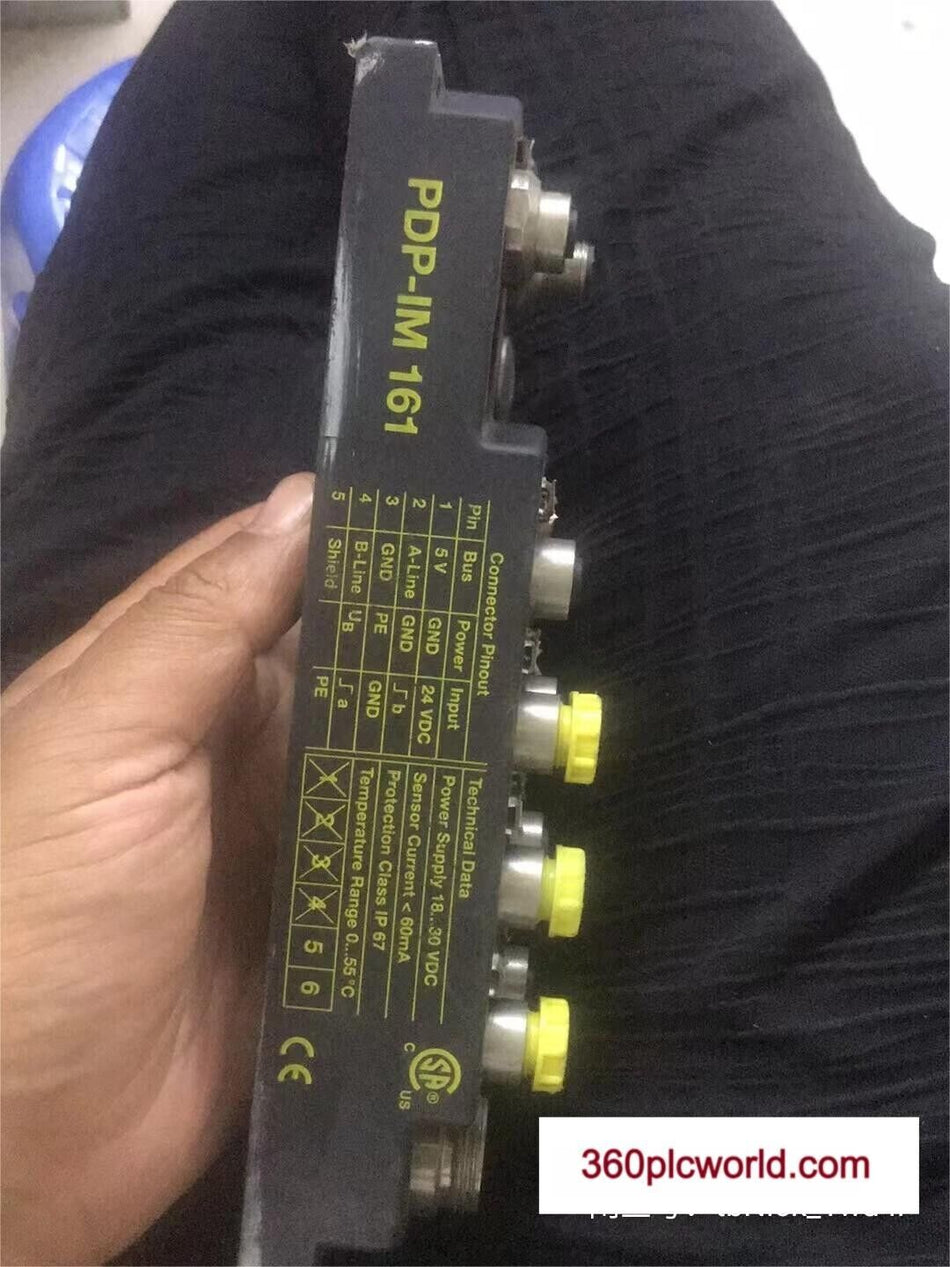 PDP-IM 161
Connector Pinout
Pin Bus Power Input
1 5 V GND 24 VDC
2 A-Line GND b
3 GND PE GND
4 B-Line UB a
5 Shield PE
Technical Data
Power Supply 18...30 VDC
Sensor Current < 60mA
Protection Class IP 67
Temperature Range 0...55°C
1 2 3 4 5 6
C SA® US
CE
360plcworld.com